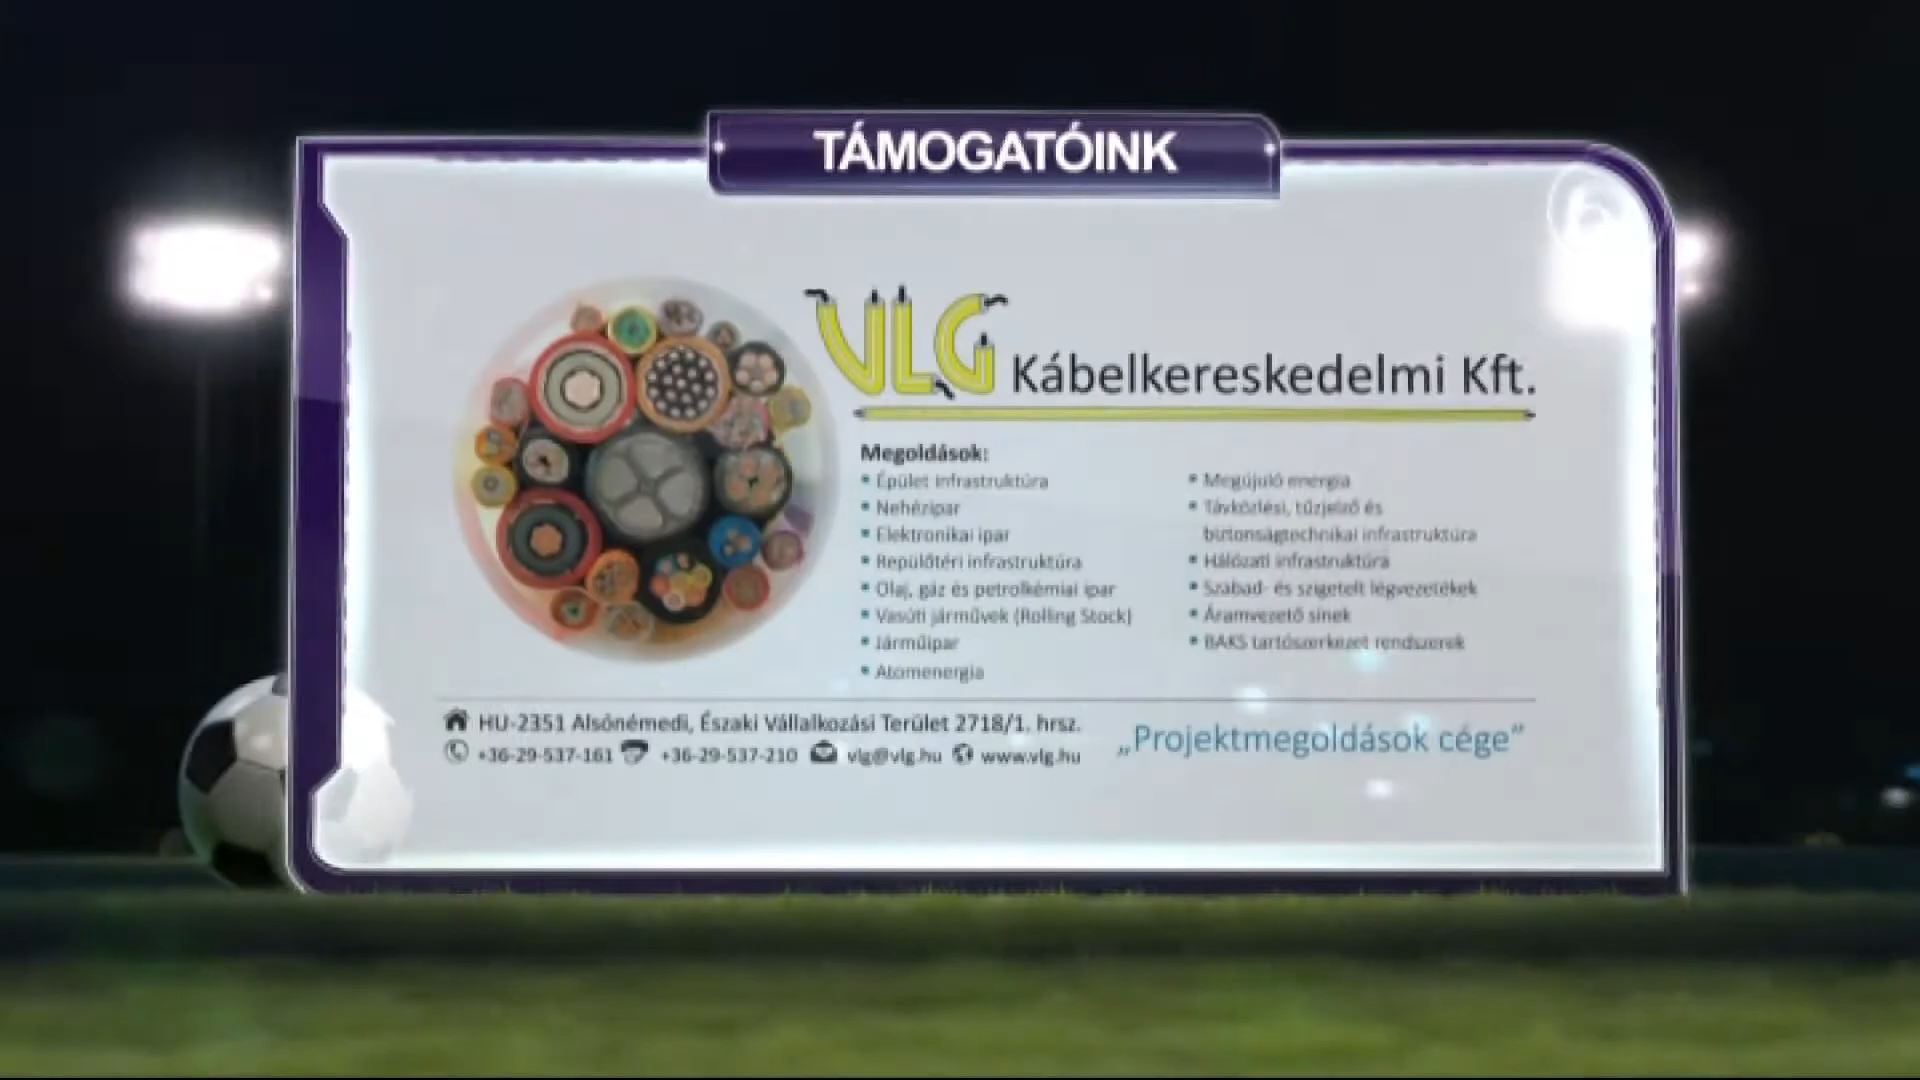 TÁMOGATÓINK
VLG Kábelkereskedelmi Kft.
Megoldások:
• Épület infrastruktúra
• Nehézipar
• Elektronikai ipar
• Repülőtéri infrastruktúra
• Olaj, gáz és petrolkémiai ipar
• Vasúti járművek (Rolling Stock)
• Járműipar
• Atomenergia
• Megújuló energia
• Távközlési, tűzjelző és
biztonságtechnikai infrastruktúra
• Hálózati infrastruktúra
• Szabad- és szigetelt légvezetékek
• Áramvezető sínek
• BAKS tartószerkezet rendszerek
HU-2351 Alsónémedi, Északi Vállalkozási Terület 2718/1. hrsz.
+36-29-537-161 +36-29-537-210 vlg@vlg.hu www.vlg.hu
„Projektmegoldások cége”